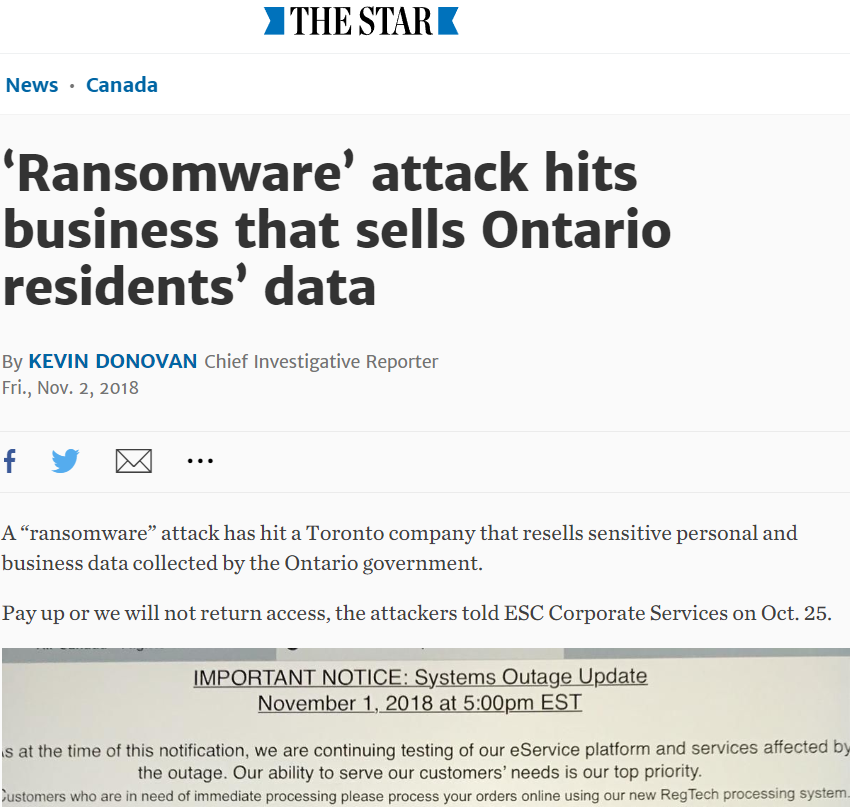 THE STAR
News • Canada
‘Ransomware’ attack hits
business that sells Ontario
residents’ data
By KEVIN DONOVAN Chief Investigative Reporter
Fri., Nov. 2, 2018
A “ransomware” attack has hit a Toronto company that resells sensitive personal and
business data collected by the Ontario government.
Pay up or we will not return access, the attackers told ESC Corporate Services on Oct. 25.
IMPORTANT NOTICE: Systems Outage Update
November 1, 2018 at 5:00pm EST
s at the time of this notification, we are continuing testing of our eService platform and services affected by
the outage. Our ability to serve our customers’ needs is our top priority.
Customers who are in need of immediate processing please process your orders online using our new RegTech processing system.